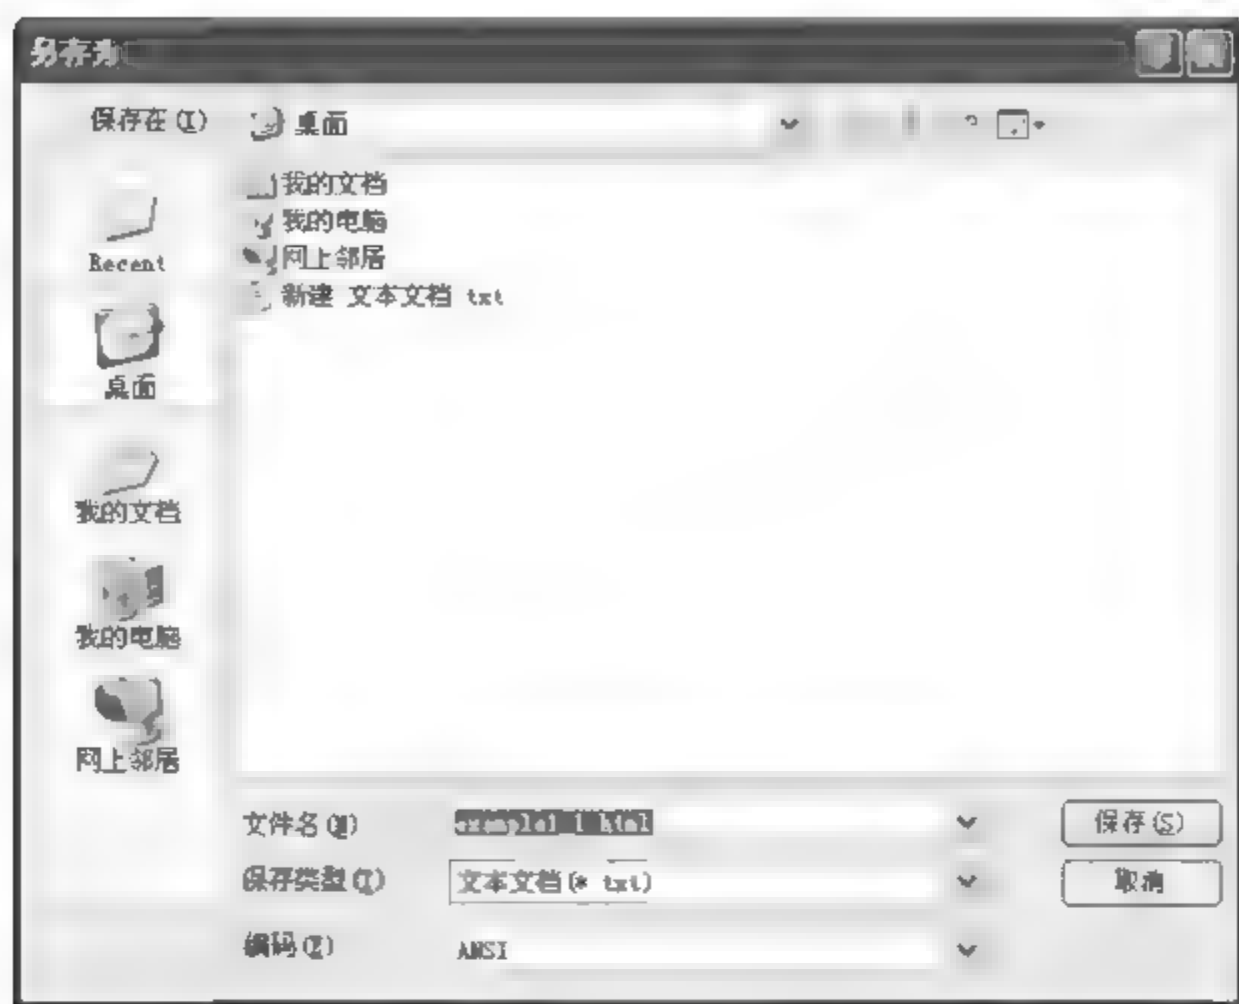 另存为
保存在(I)
桌面
我的文档
我的电脑
网上邻居
新建 文本文档 txt
Recent
桌面
我的文档
我的电脑
网上邻居
文件名(N)
example1 1 html
保存(S)
保存类型(T)
文本文档(* txt)
取消
编码(E)
ANSI